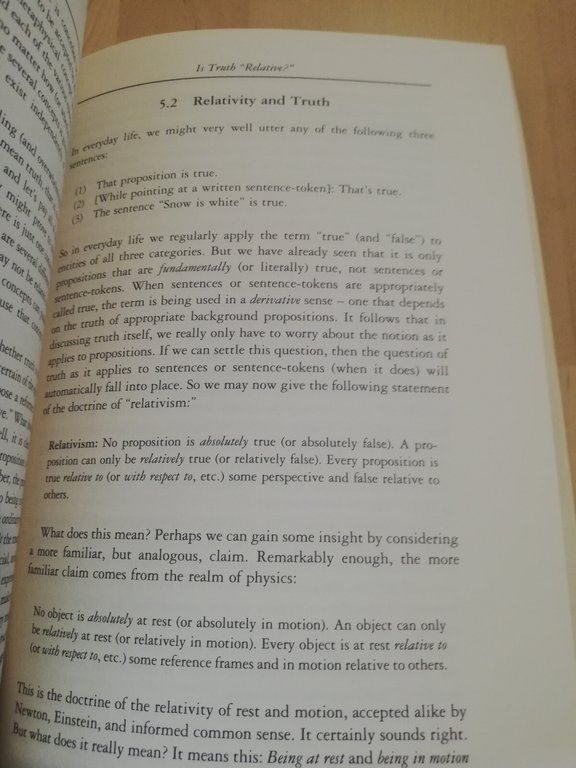 Is Truth "Relative?"
5.2 Relativity and Truth
In everyday life, we might very well utter any of the following three
sentences:
(1) That proposition is true.
(2) [While pointing at a written sentence-token]: That's true.
(3) The sentence "Snow is white" is true.
So in everyday life we regularly apply the term "true" (and "false") to
entities of all three categories. But we have already seen that it is only
propositions that are fundamentally (or literally) true, not sentences or
sentence-tokens. When sentences or sentence-tokens are appropriately
called true, the term is being used in a derivative sense – one that depends
on the truth of appropriate background propositions. It follows that in
discussing truth itself, we really only have to worry about the notion as it
applies to propositions. If we can settle this question, then the question of
truth as it applies to sentences or sentence-tokens (when it does) will
automatically fall into place. So we may now give the following statement
of the doctrine of "relativism:"
Relativism: No proposition is absolutely true (or absolutely false). A pro-
position can only be relatively true (or relatively false). Every proposition is
true relative to (or with respect to, etc.) some perspective and false relative to
others.
What does this mean? Perhaps we can gain some insight by considering
a more familiar, but analogous, claim. Remarkably enough, the more
familiar claim comes from the realm of physics:
No object is absolutely at rest (or absolutely in motion). An object can only
be relatively at rest (or relatively in motion). Every object is at rest relative to
(or with respect to, etc.) some reference frames and in motion relative to others.
This is the doctrine of the relativity of rest and motion, accepted alike by
Newton, Einstein, and informed common sense. It certainly sounds right.
But what does it really mean? It means this: Being at rest and being in motion